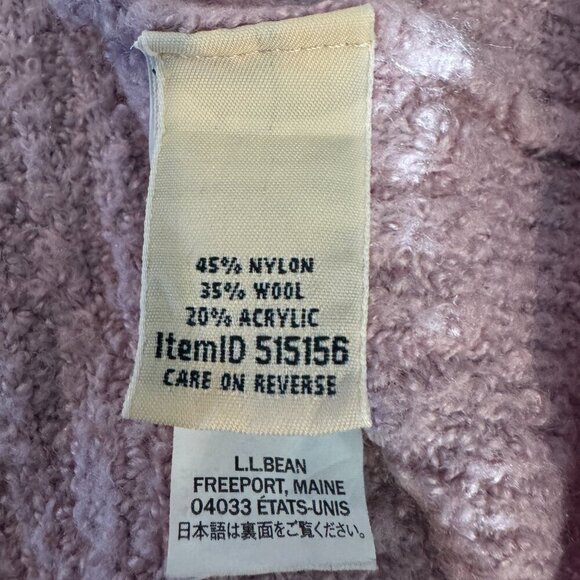 45% NYLON
35% WOOL
20% ACRYLIC
ItemID 515156
CARE ON REVERSE
L.L.BEAN
FREEPORT, MAINE
04033 ÉTATS-UNIS
日本語は裏面をご覧ください。